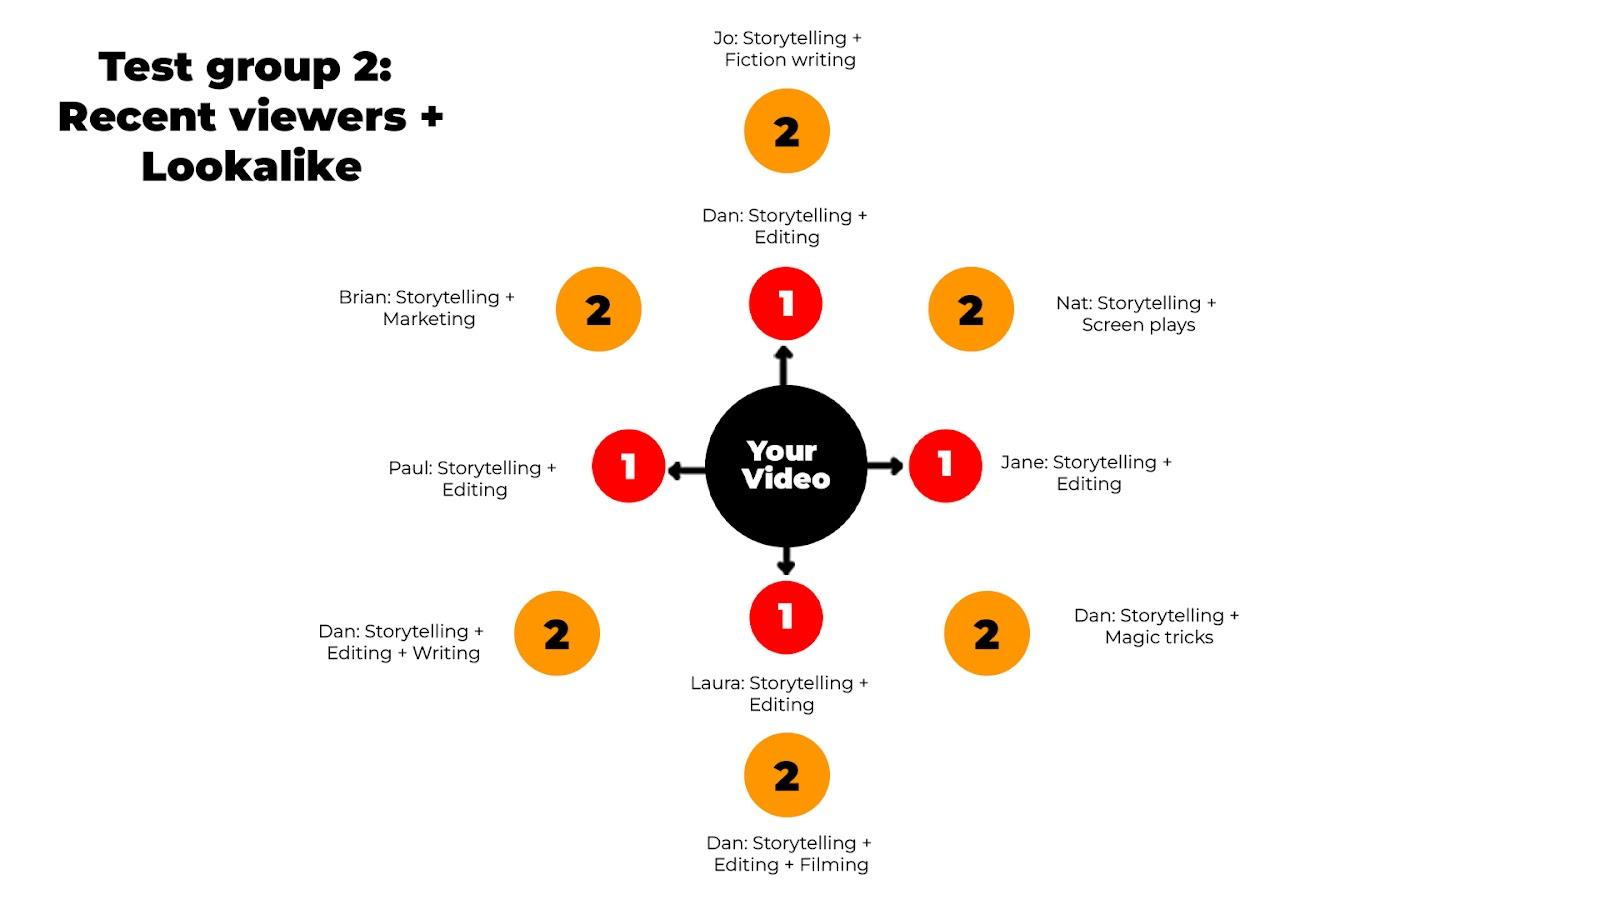 Test group 2:
Recent viewers +
Lookalike
Jo: Storytelling +
Fiction writing
2
Dan: Storytelling +
Editing
1
Brian: Storytelling +
Marketing
2
2
Nat: Storytelling +
Screen plays
Paul: Storytelling +
Editing
1
Your
Video
1
Jane: Storytelling +
Editing
Dan: Storytelling +
Editing + Writing
2
1
Laura: Storytelling +
Editing
2
Dan: Storytelling +
Magic tricks
2
Dan: Storytelling +
Editing + Filming